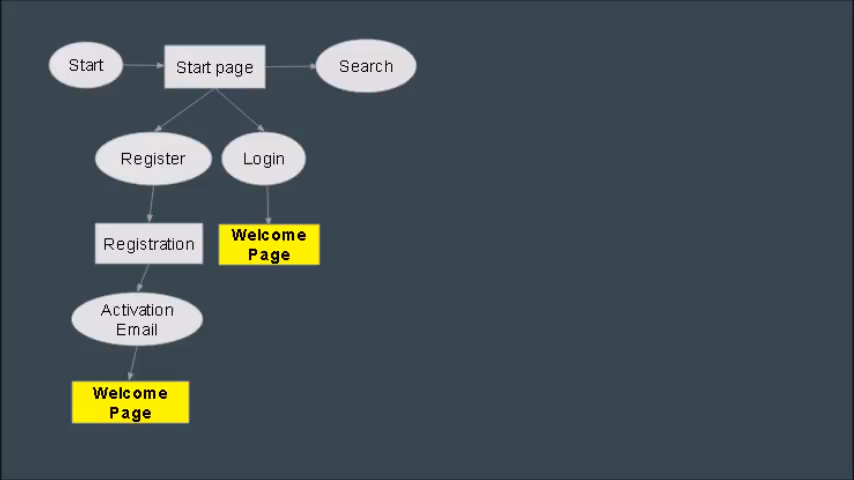 Start
Start page
Search
Register
Login
Registration
Welcome
Page
Activation
Email
Welcome
Page